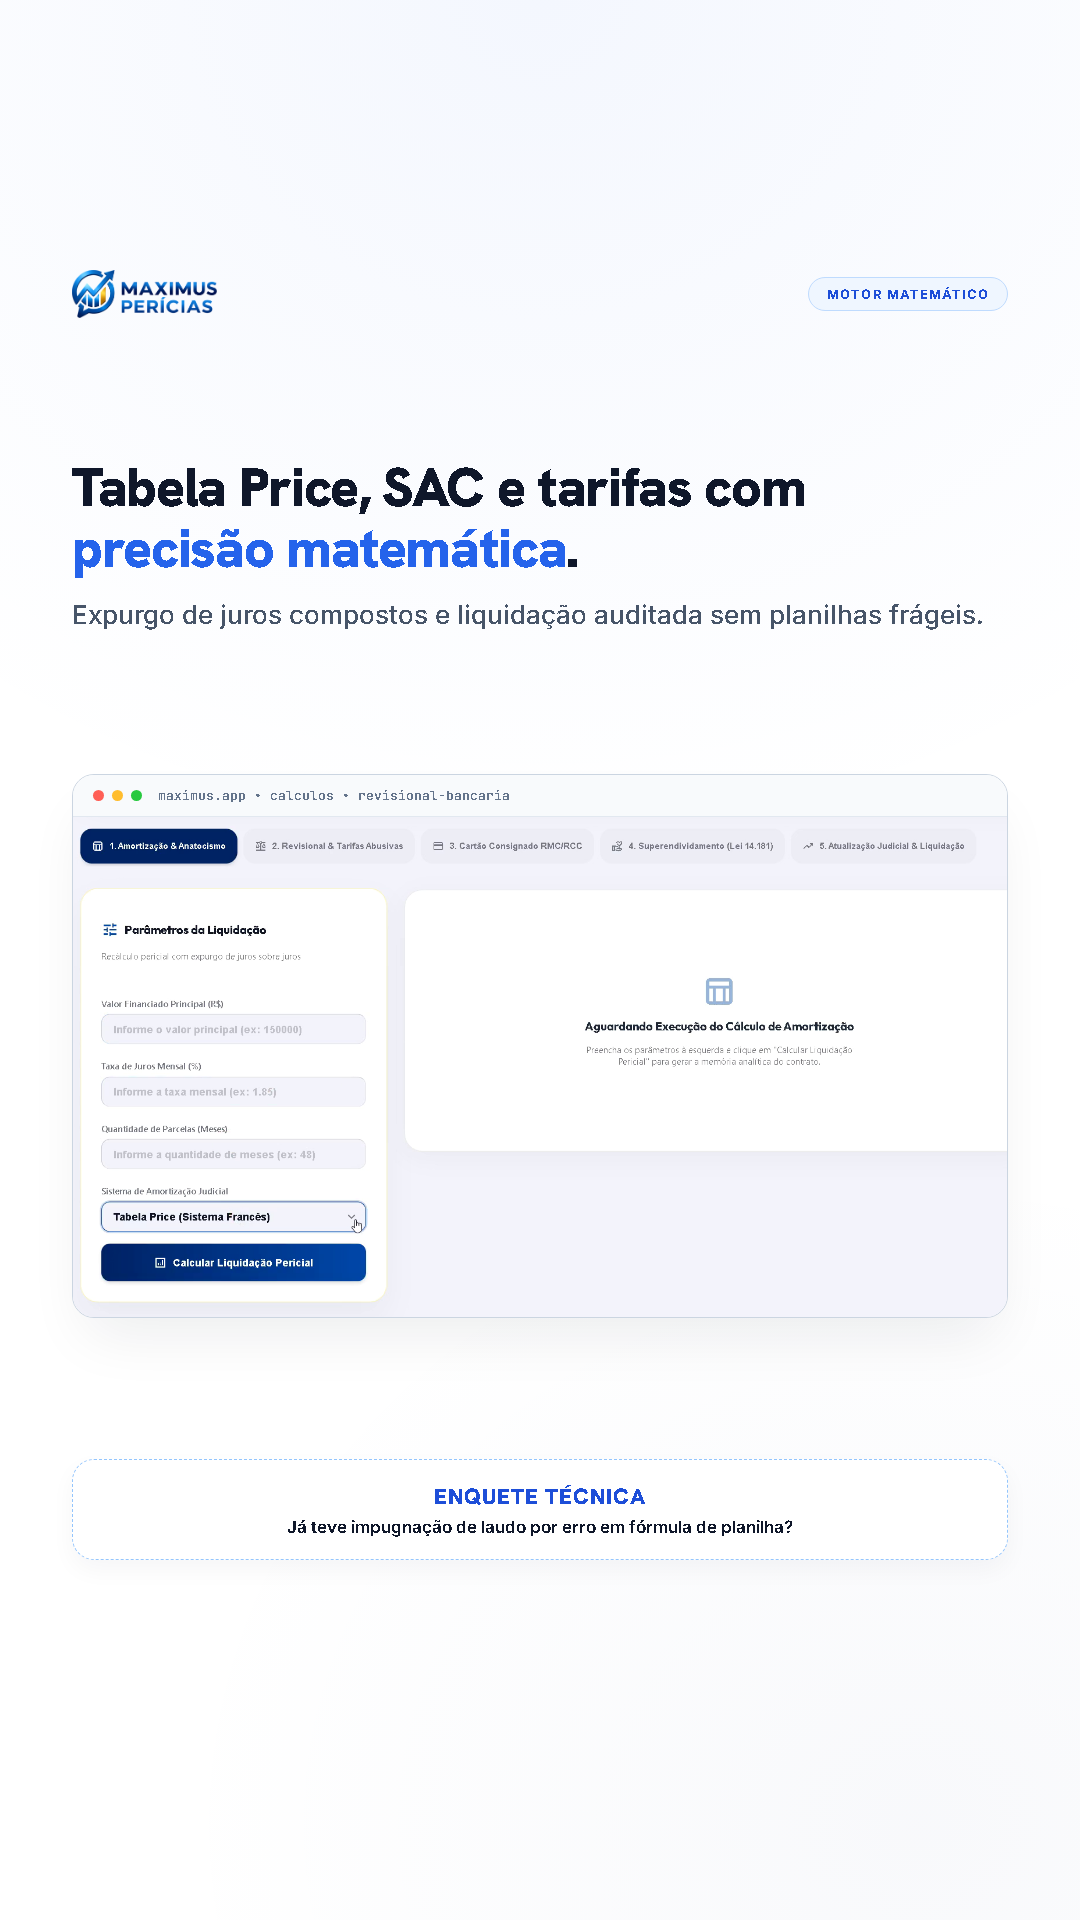 MAXIMUS
PERÍCIAS
MOTOR MATEMÁTICO
Tabela Price, SAC e tarifas com
precisão matemática.
Expurgo de juros compostos e liquidação auditada sem planilhas frágeis.
maximus.app • calculos • revisional-bancaria
1. Amortização & Anatocismo
2. Revisional & Tarifas Abusivas
3. Cartão Consignado RMC/RCC
4. Superendividamento (Lei 14.181)
5. Atualização Judicial & Liquidação
Parâmetros da Liquidação
Recálculo pericial com expurgo de juros sobre juros
Valor Financiado Principal (R$)
Informe o valor principal (ex: 150000)
Taxa de Juros Mensal (%)
Informe a taxa mensal (ex: 1.85)
Quantidade de Parcelas (Meses)
Informe a quantidade de meses (ex: 48)
Sistema de Amortização Judicial
Tabela Price (Sistema Francês)
Calcular Liquidação Pericial
Aguardando Execução do Cálculo de Amortização
Preencha os parâmetros à esquerda e clique em "Calcular Liquidação
Pericial" para gerar a memória analítica do contrato.
ENQUETE TÉCNICA
Já teve impugnação de laudo por erro em fórmula de planilha?